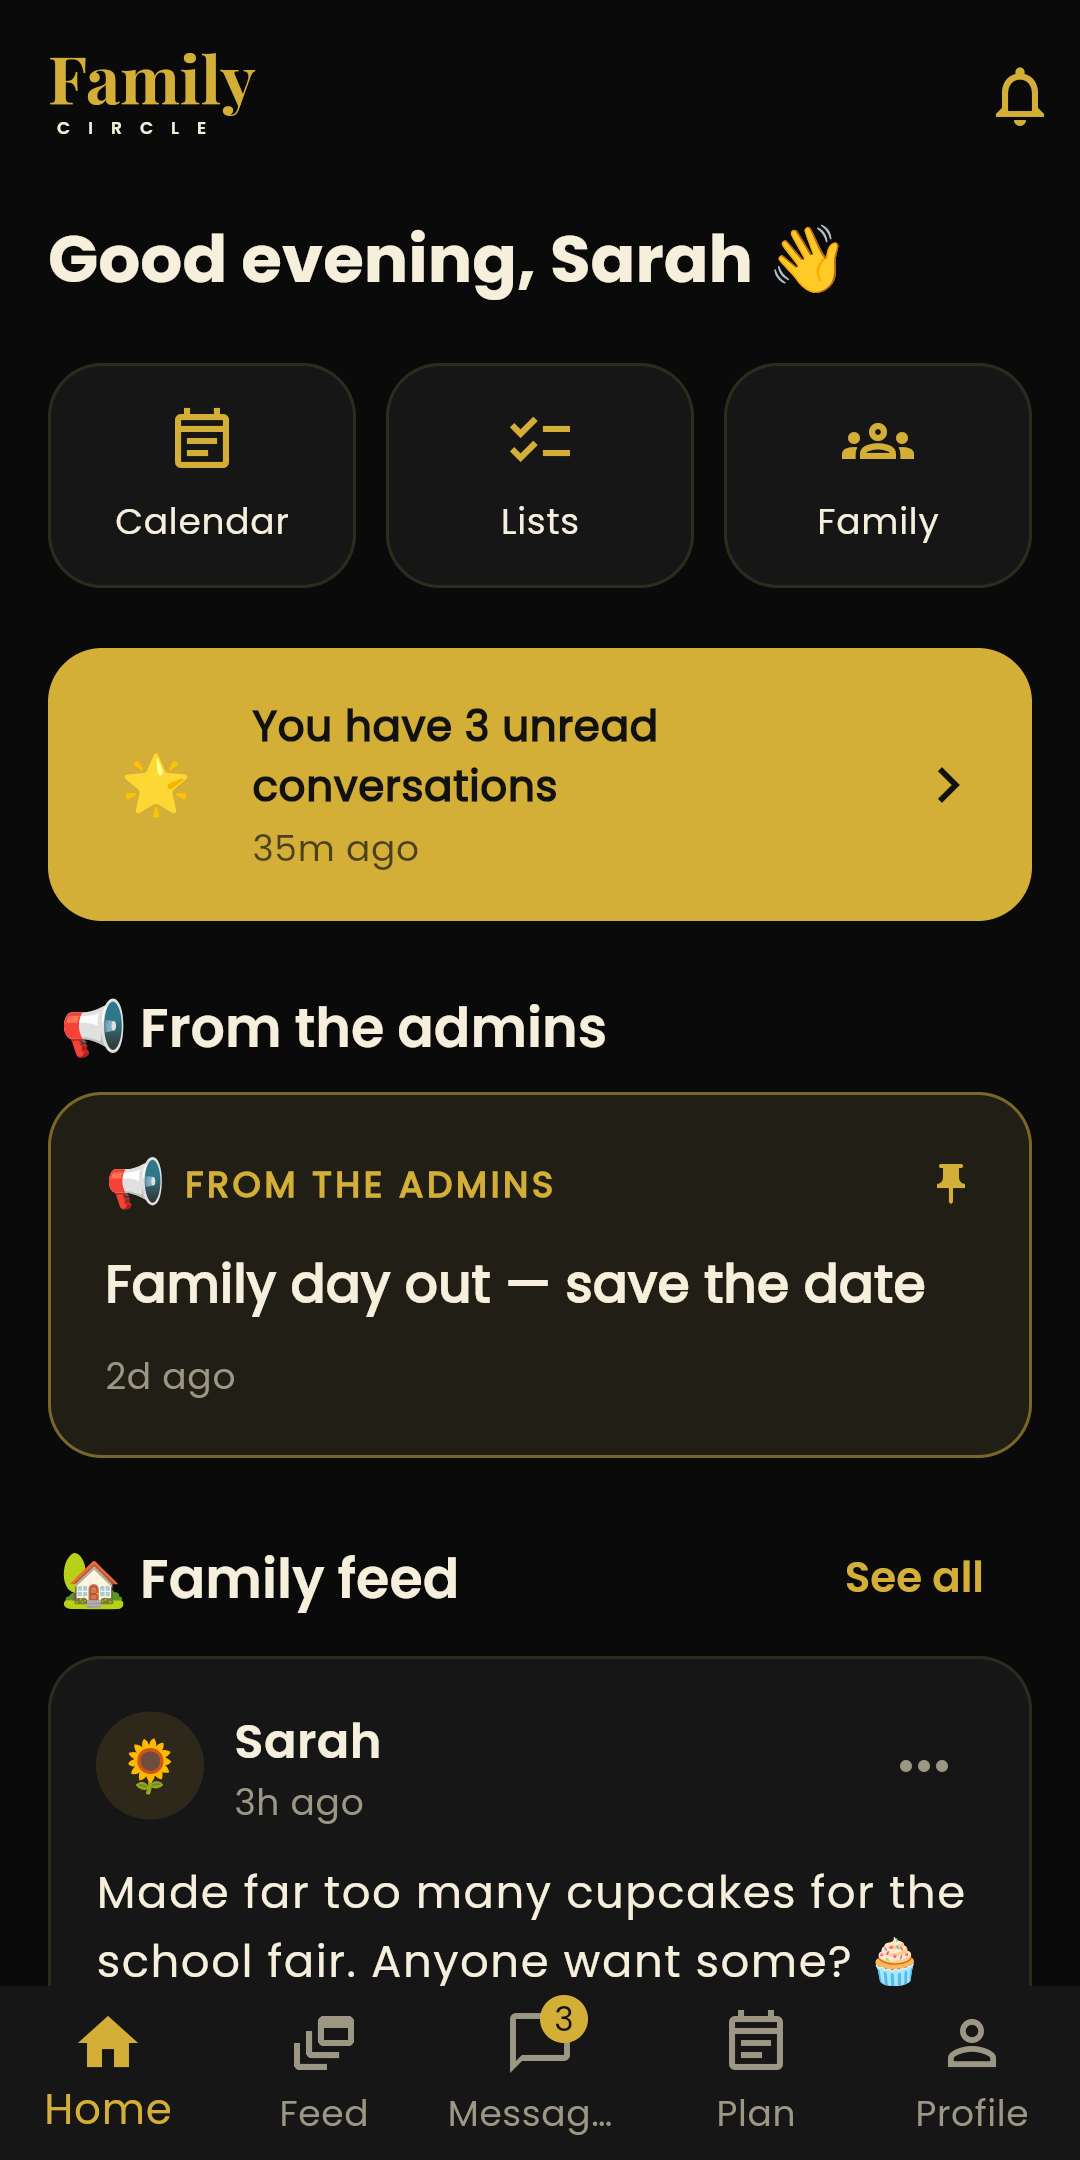 Family
CIRCLE
Good evening, Sarah 👋
Calendar
Lists
Family
You have 3 unread
conversations
35m ago
📢 From the admins
📢 FROM THE ADMINS
Family day out — save the date
2d ago
🏡 Family feed
See all
Sarah
3h ago
Made far too many cupcakes for the
school fair. Anyone want some? 🧁
3
Home
Feed
Messag...
Plan
Profile